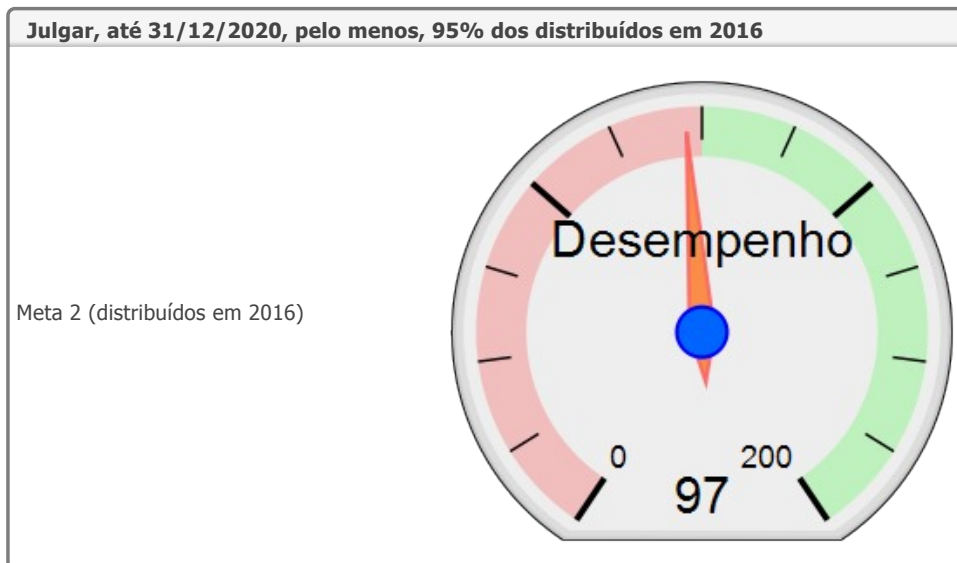 Julgar, até 31/12/2020, pelo menos, 95% dos distribuídos em 2016
Meta 2 (distribuídos em 2016)
Desempenho
0 200
97